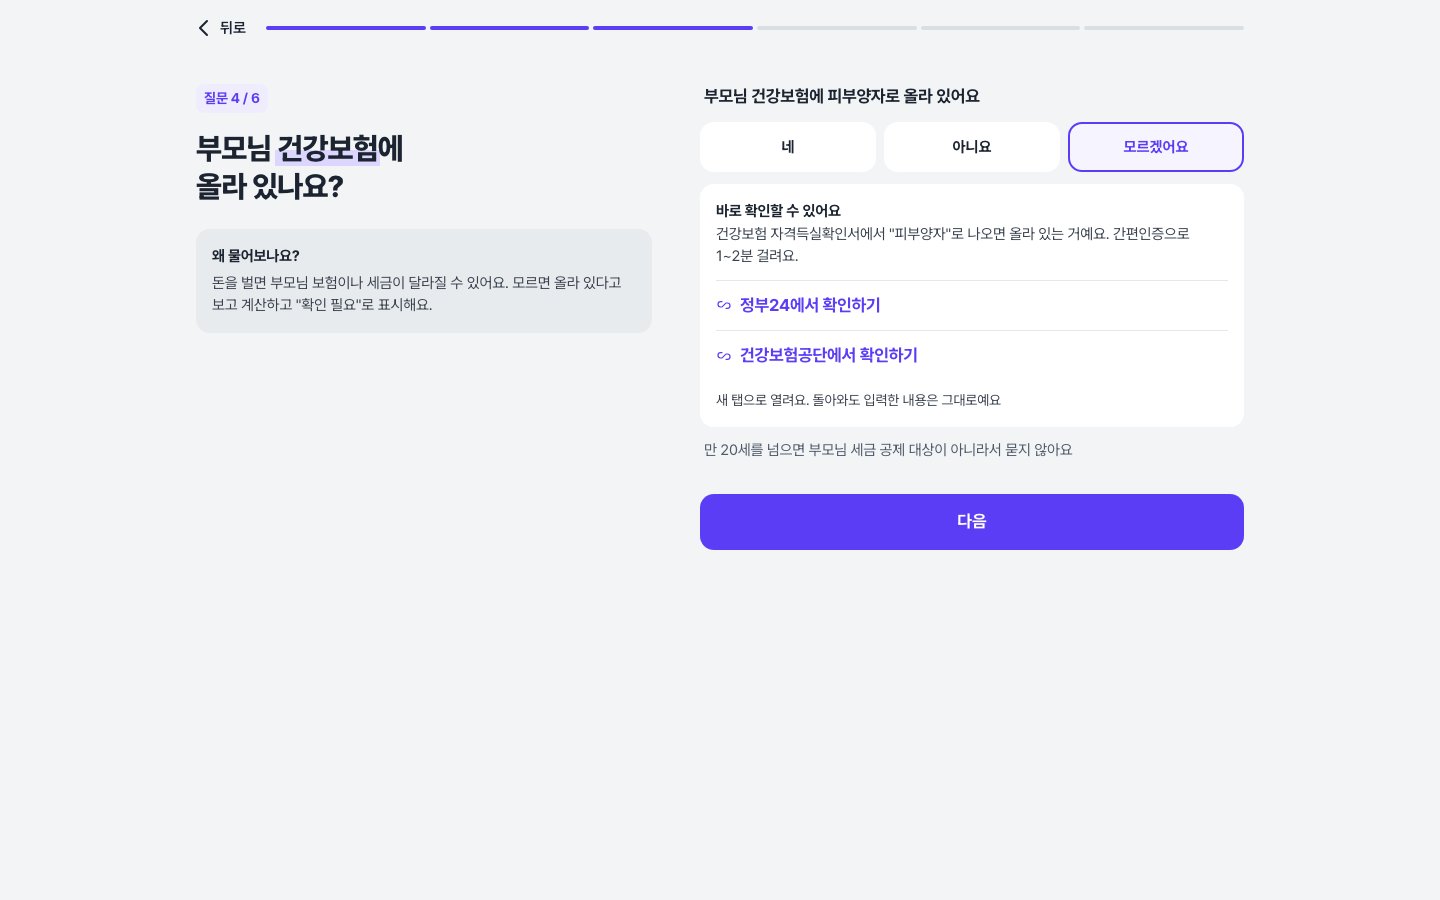 뒤로
질문 4 / 6
부모님 건강보험에
올라 있나요?
왜 물어보나요?
돈을 벌면 부모님 보험이나 세금이 달라질 수 있어요. 모르면 올라 있다고
보고 계산하고 "확인 필요"로 표시해요.
부모님 건강보험에 피부양자로 올라 있어요
네
아니요
모르겠어요
바로 확인할 수 있어요
건강보험 자격득실확인서에서 "피부양자"로 나오면 올라 있는 거예요. 간편인증으로
1~2분 걸려요.
정부24에서 확인하기
건강보험공단에서 확인하기
새 탭으로 열려요. 돌아와도 입력한 내용은 그대로예요
만 20세를 넘으면 부모님 세금 공제 대상이 아니라서 묻지 않아요
다음